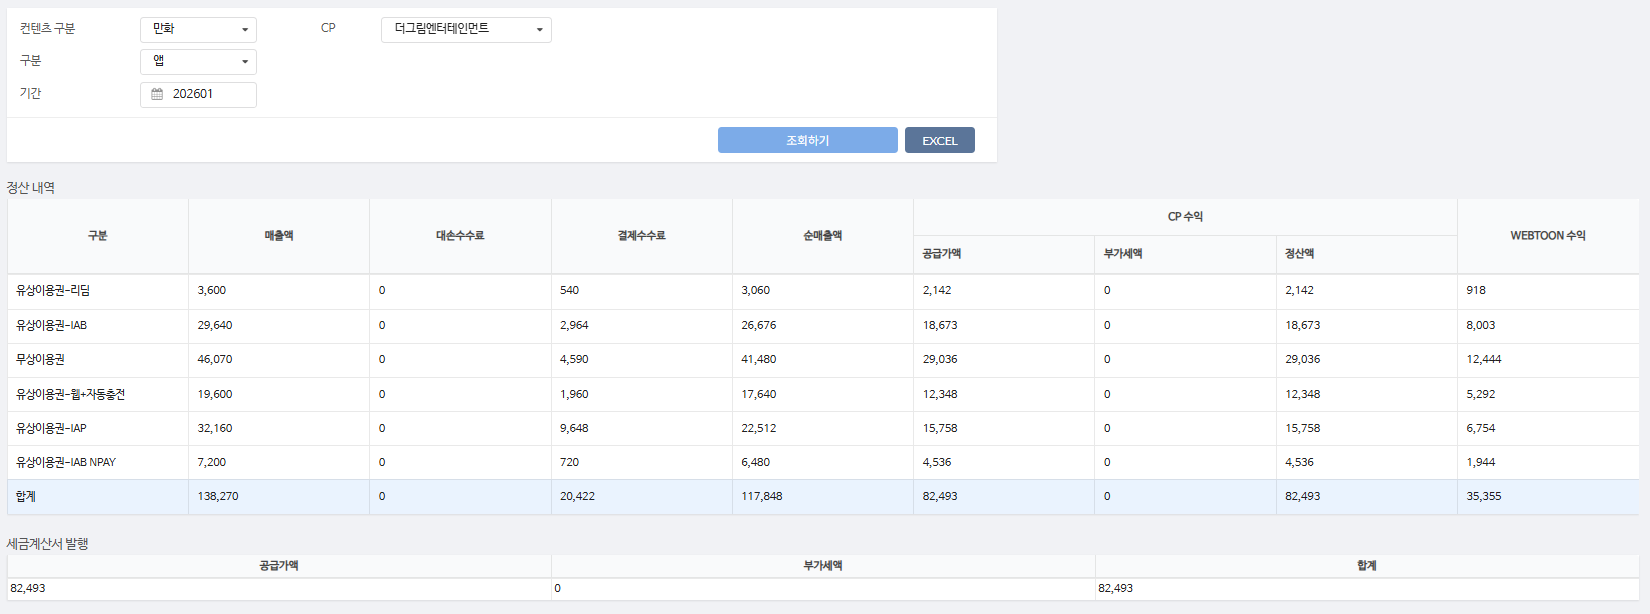 컨텐츠 구분 만화 CP 더그림엔터테인먼트
구분 앱
기간 202601
조회하기 EXCEL
정산 내역
구분 매출액 대손수수료 결제수수료 순매출액 CP 수익 WEBTOON 수익
공급가액 부가세액 정산액
유상이용권-리딤 3,600 0 540 3,060 2,142 0 2,142 918
유상이용권-IAB 29,640 0 2,964 26,676 18,673 0 18,673 8,003
무상이용권 46,070 0 4,590 41,480 29,036 0 29,036 12,444
유상이용권-웹+자동충전 19,600 0 1,960 17,640 12,348 0 12,348 5,292
유상이용권-IAP 32,160 0 9,648 22,512 15,758 0 15,758 6,754
유상이용권-IAB NPAY 7,200 0 720 6,480 4,536 0 4,536 1,944
합계 138,270 0 20,422 117,848 82,493 0 82,493 35,355
세금계산서 발행
공급가액 부가세액 합계
82,493 0 82,493